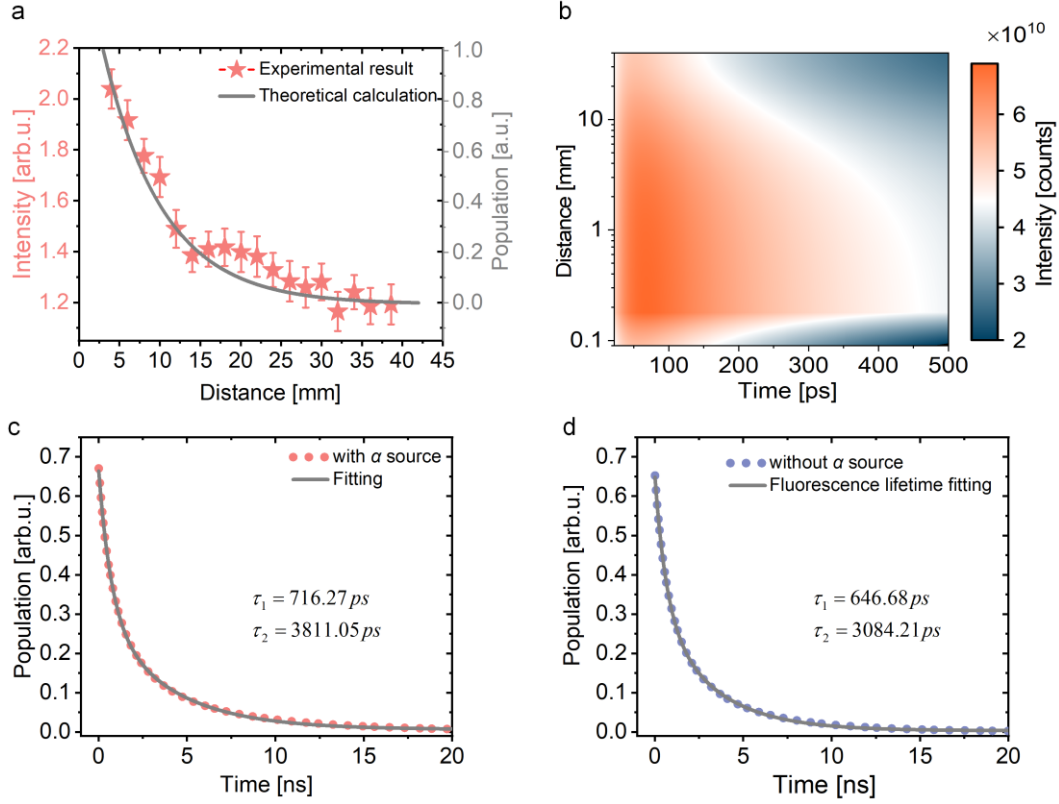 a
2.2
2.0
1.8
1.6
1.4
1.2
Intensity [arb.u.]
Experimental result
Theoretical calculation
1.0
0.8
0.6
0.4
0.2
0.0
Population [a.u.]
0 5 10 15 20 25 30 35 40 45
Distance [mm]
b
10
1
0.1
Distance [mm]
100 200 300 400 500
Time [ps]
×10¹⁰
6
5
4
3
2
Intensity [counts]
c
0.7
0.6
0.5
0.4
0.3
0.2
0.1
0.0
Population [arb.u.]
with α source
Fitting
τ₁ = 716.27 ps
τ₂ = 3811.05 ps
0 5 10 15 20
Time [ns]
d
0.7
0.6
0.5
0.4
0.3
0.2
0.1
0.0
Population [arb.u.]
without α source
Fluorescence lifetime fitting
τ₁ = 646.68 ps
τ₂ = 3084.21 ps
0 5 10 15 20
Time [ns]